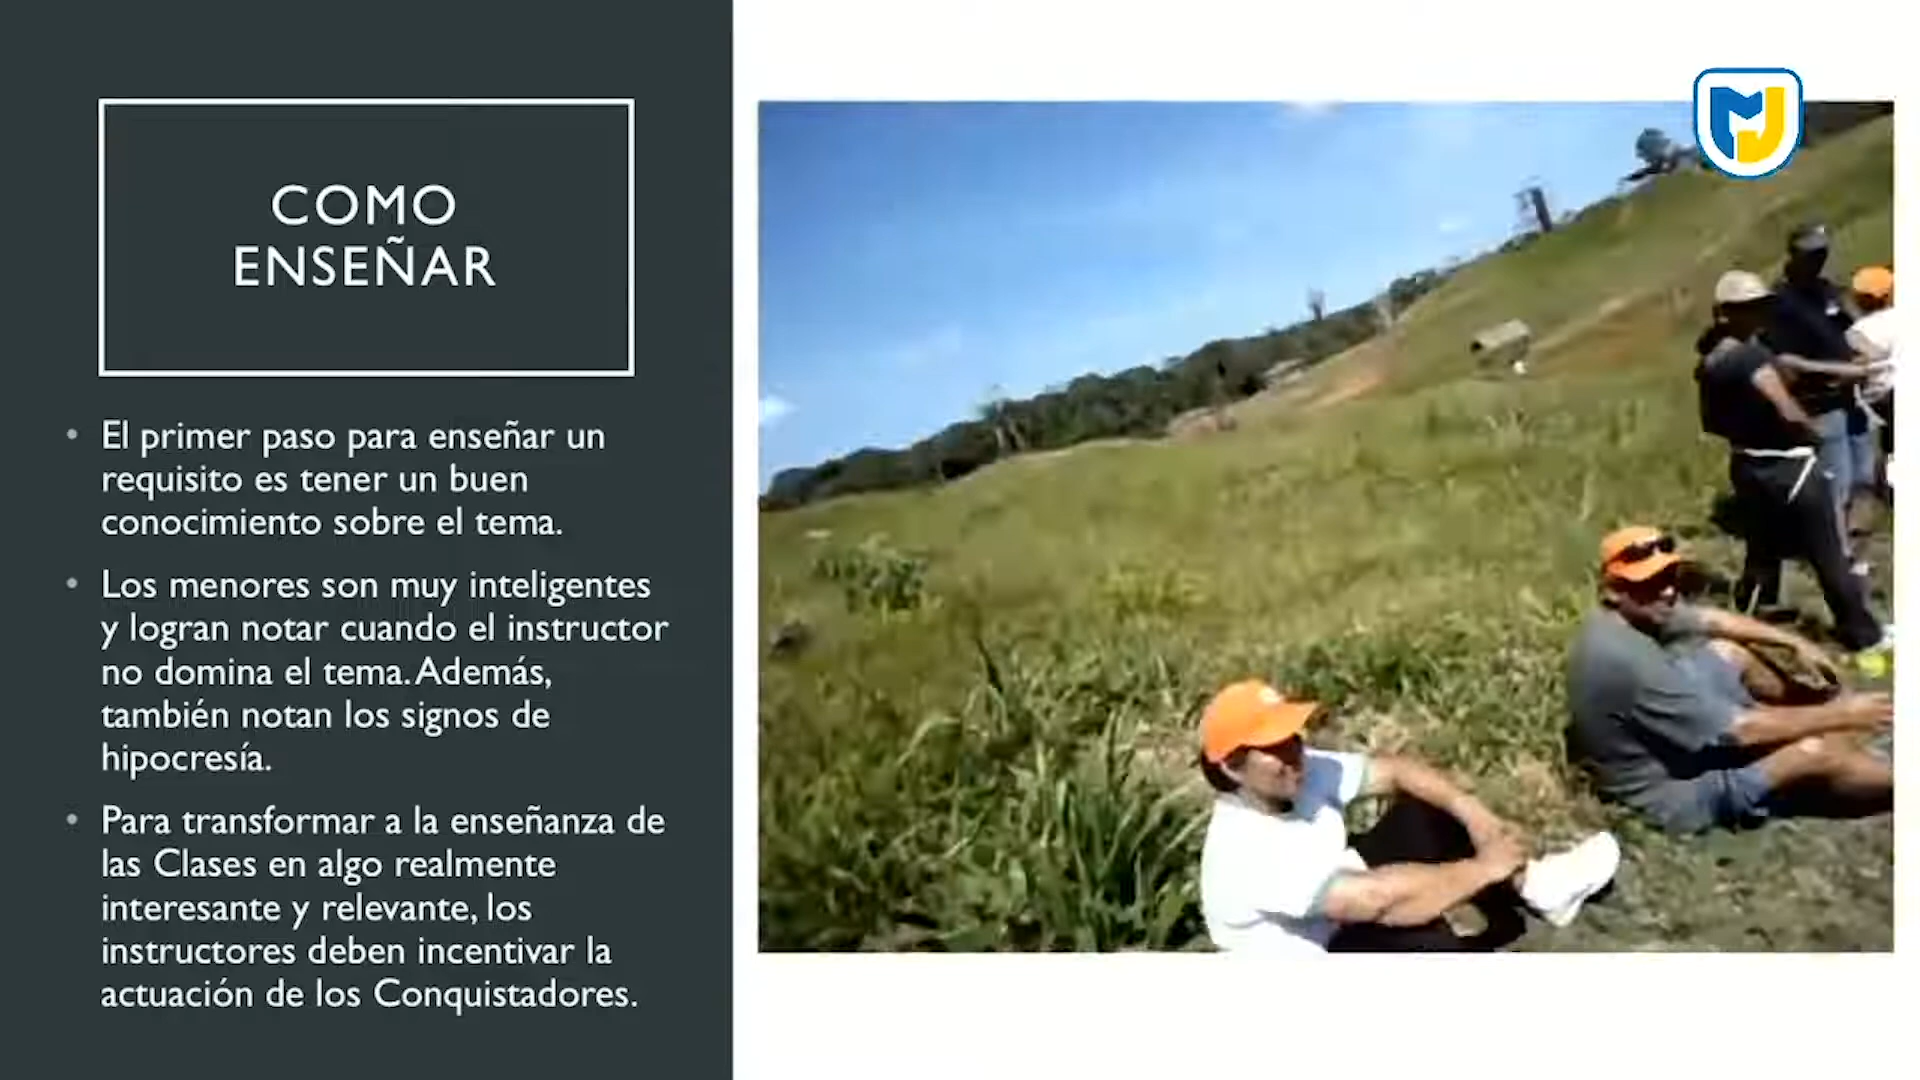 COMO
ENSEÑAR
• El primer paso para enseñar un
requisito es tener un buen
conocimiento sobre el tema.
• Los menores son muy inteligentes
y logran notar cuando el instructor
no domina el tema. Además,
también notan los signos de
hipocresía.
• Para transformar a la enseñanza de
las Clases en algo realmente
interesante y relevante, los
instructores deben incentivar la
actuación de los Conquistadores.
MJ